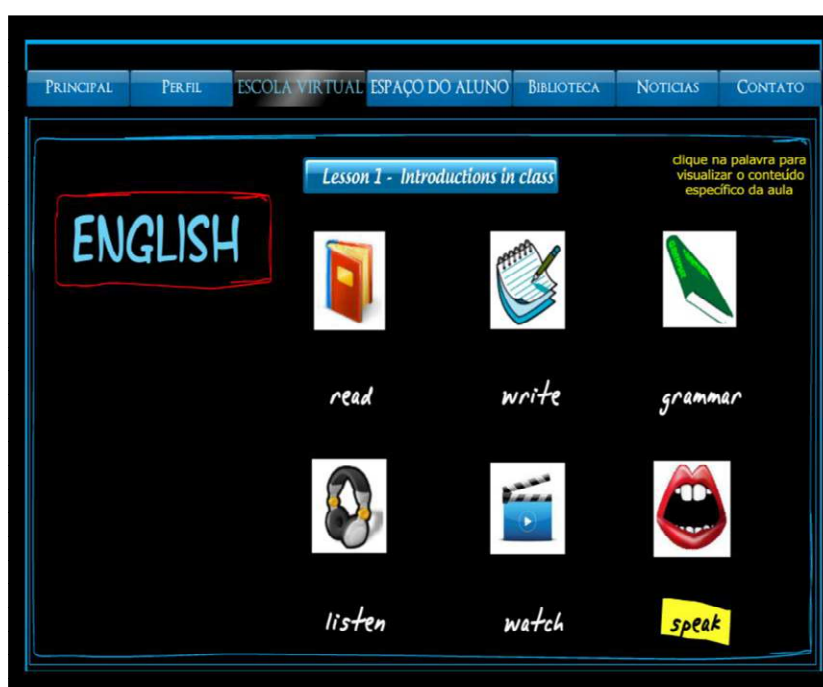 PRINCIPAL PERFIL ESCOLA VIRTUAL ESPAÇO DO ALUNO BIBLIOTECA NOTICIAS CONTATO
Lesson 1 - Introductions in class
clique na palavra para
visualizar o conteúdo
específico da aula
ENGLISH
read write grammar
listen watch speak